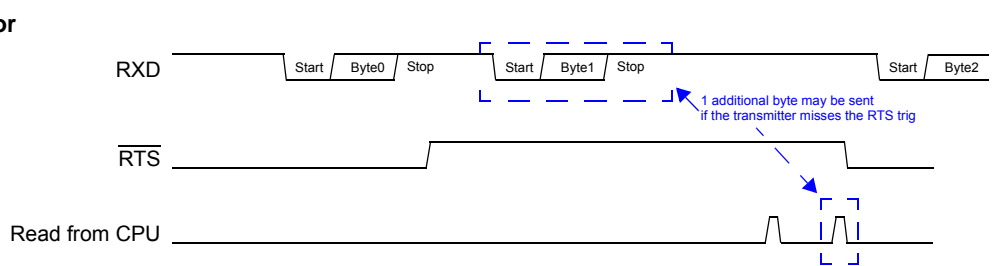 or
RXD
Start
Byte0
Stop
Start
Byte1
Stop
Start
Byte2
1 additional byte may be sent
if the transmitter misses the RTS trig
RTS
Read from CPU